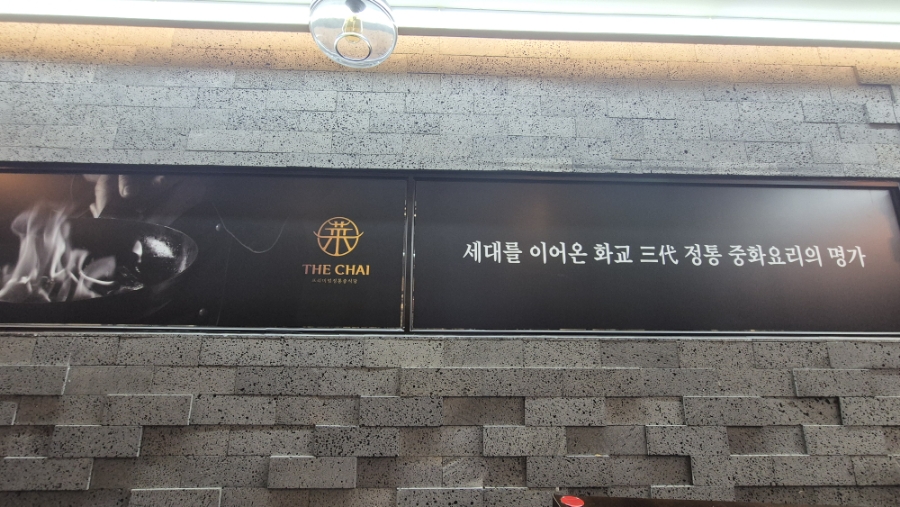 THE CHAI
세대를 이어온 화교 三代 정통 중화요리의 명가